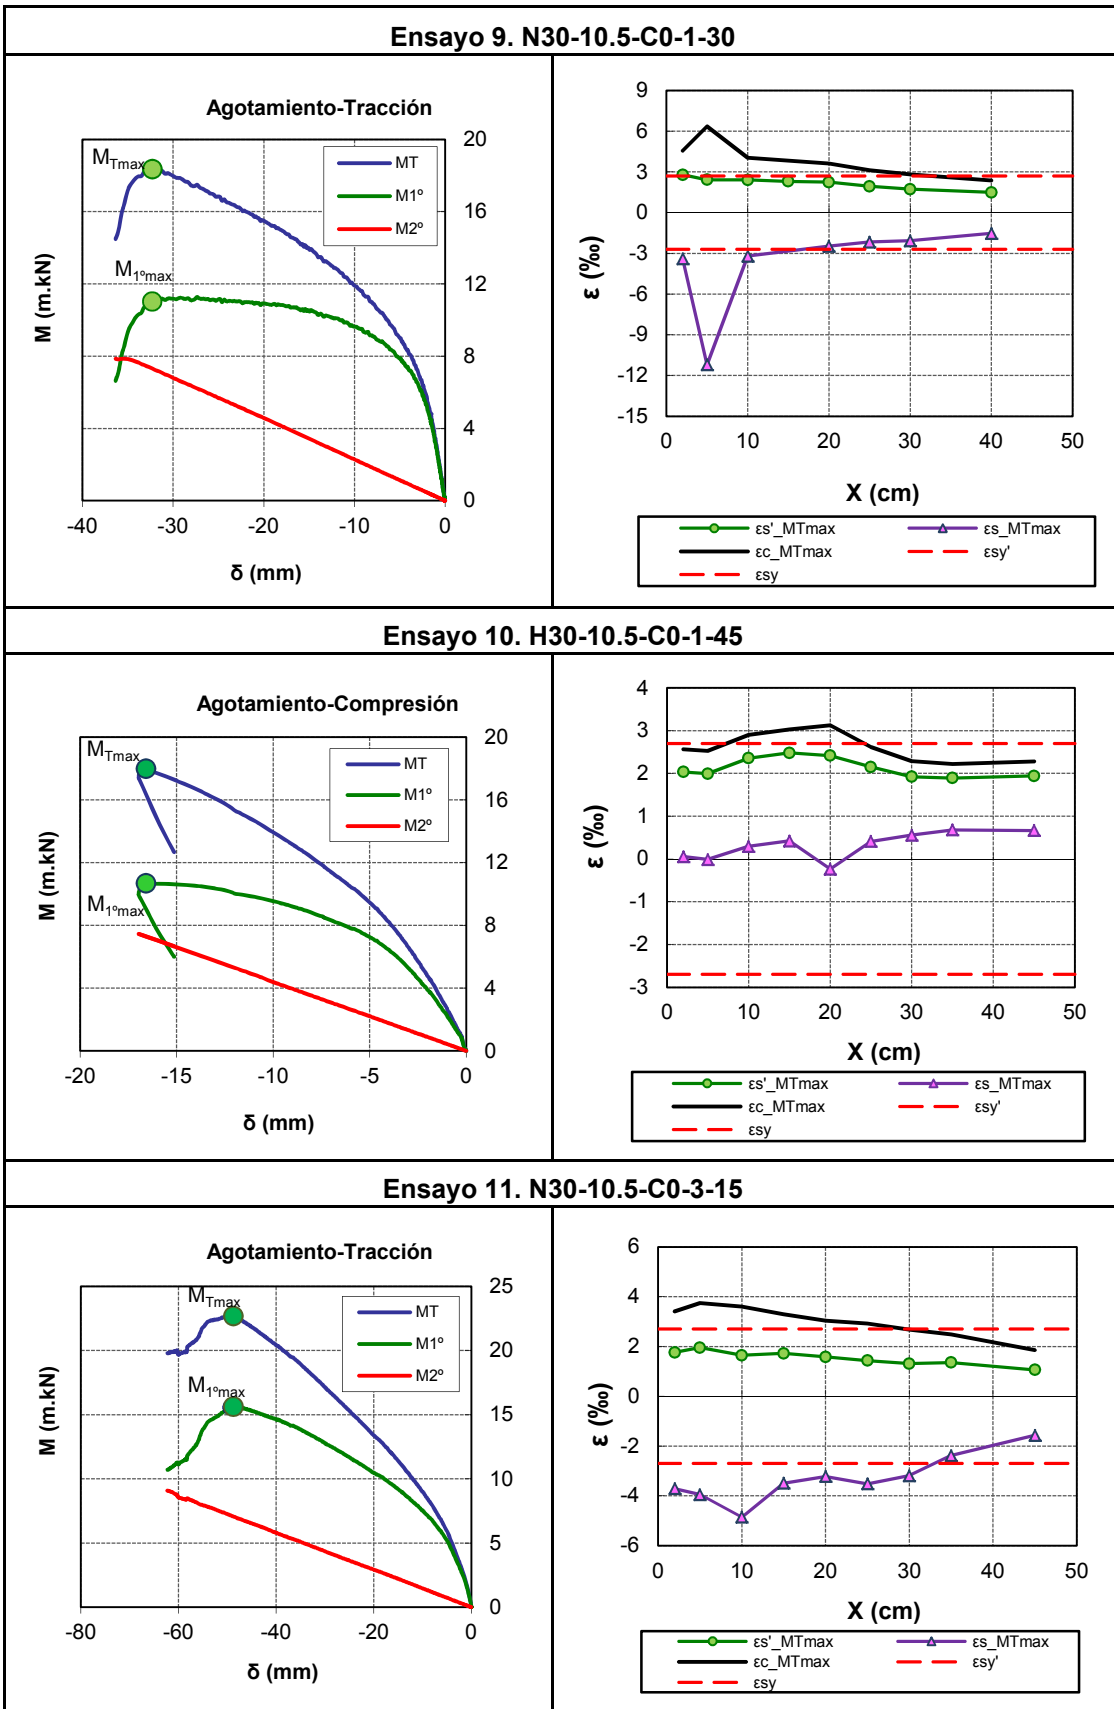 Ensayo 9. N30-10.5-C0-1-30
Agotamiento-Tracción
MTmax
M1ºmax
MT
M1º
M2º
20
16
12
8
4
0
-40 -30 -20 -10 0
M (m.kN)
δ (mm)
9
6
3
0
-3
-6
-9
-12
-15
0 10 20 30 40 50
ε (‰)
X (cm)
εs'_MTmax εs_MTmax
εc_MTmax εsy'
εsy
Ensayo 10. H30-10.5-C0-1-45
Agotamiento-Compresión
MTmax
M1ºmax
MT
M1º
M2º
20
16
12
8
4
0
-20 -15 -10 -5 0
M (m.kN)
δ (mm)
4
3
2
1
0
-1
-2
-3
0 10 20 30 40 50
ε (‰)
X (cm)
εs'_MTmax εs_MTmax
εc_MTmax εsy'
εsy
Ensayo 11. N30-10.5-C0-3-15
Agotamiento-Tracción
MTmax
M1ºmax
MT
M1º
M2º
25
20
15
10
5
0
-80 -60 -40 -20 0
M (m.kN)
δ (mm)
6
4
2
0
-2
-4
-6
0 10 20 30 40 50
ε (‰)
X (cm)
εs'_MTmax εs_MTmax
εc_MTmax εsy'
εsy